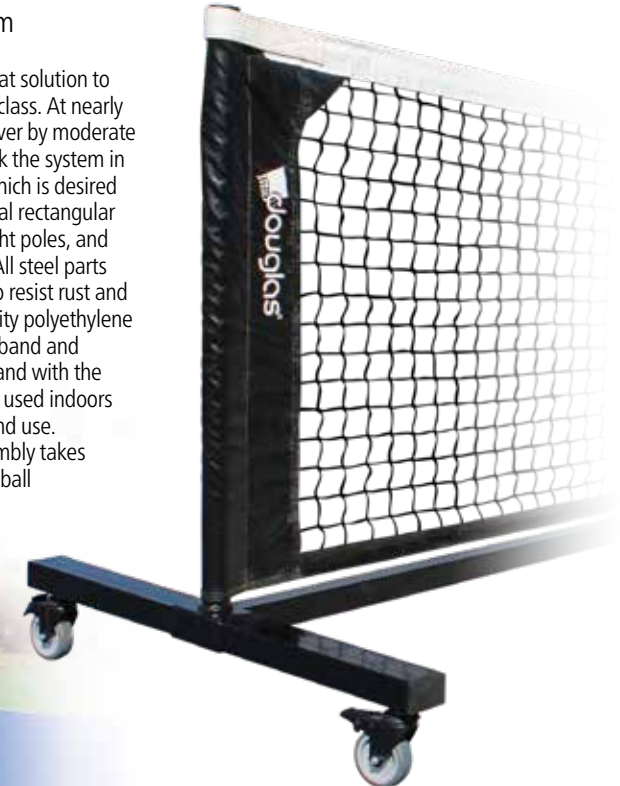 m
at solution to
class. At nearly
ver by moderate
k the system in
hich is desired
al rectangular
ht poles, and
All steel parts
o resist rust and
ity polyethylene
band and
and with the
used indoors
nd use.
mbly takes
ball
douglas®